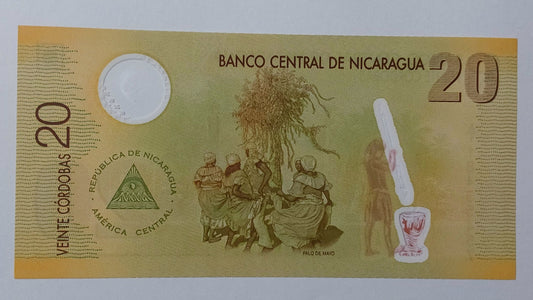 BANCO CENTRAL DE NICARAGUA
20
VEINTE CÓRDOBAS
20
REPÚBLICA DE NICARAGUA
AMÉRICA CENTRAL
PALO DE MAYO